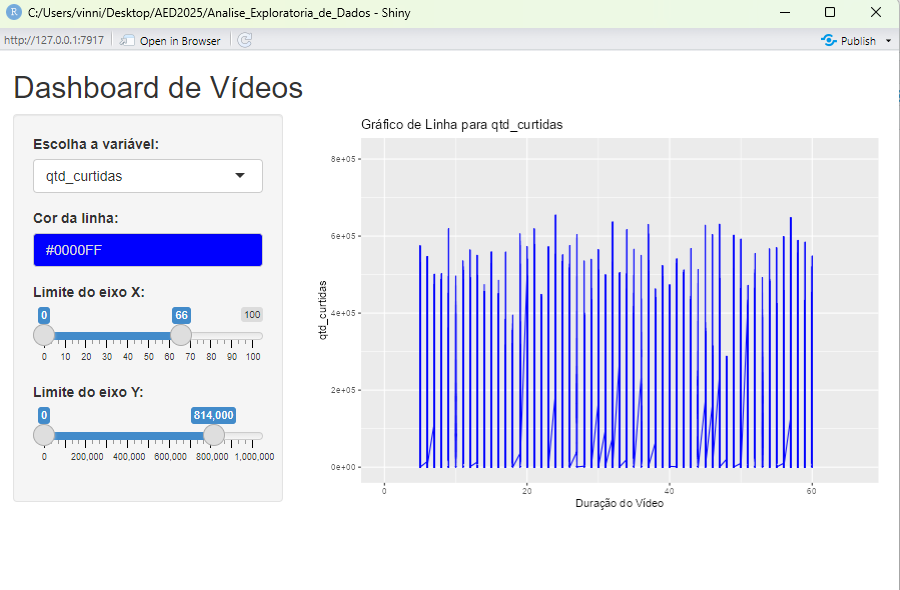 R C:/Users/vinni/Desktop/AED2025/Analise_Exploratoria_de_Dados - Shiny
http://127.0.0.1:7917 Open in Browser Publish
Dashboard de Vídeos
Escolha a variável:
qtd_curtidas
Cor da linha:
#0000FF
Limite do eixo X:
0 66 100
0 10 20 30 40 50 60 70 80 90 100
Limite do eixo Y:
0 814,000
0 200,000 400,000 600,000 800,000 1,000,000
Gráfico de Linha para qtd_curtidas
qtd_curtidas
8e+05
6e+05
4e+05
2e+05
0e+00
0 20 40 60
Duração do Vídeo